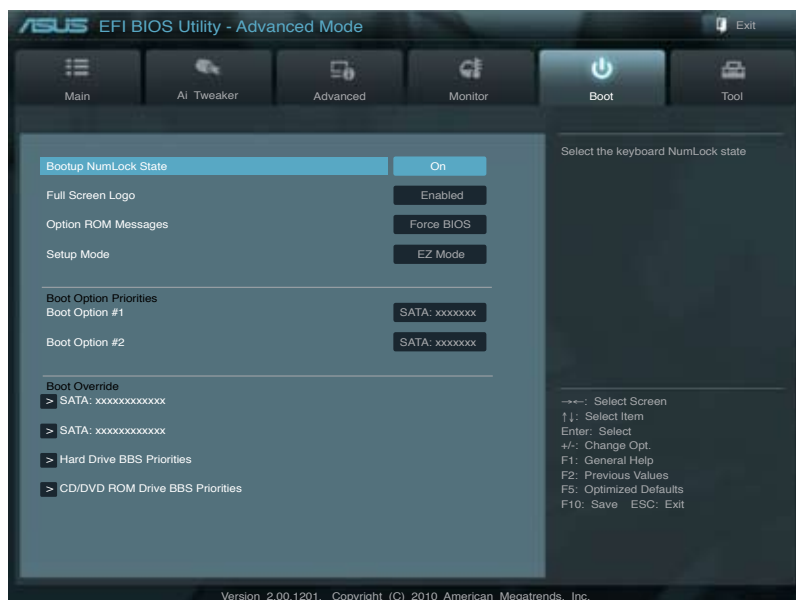 ASUS EFI BIOS Utility - Advanced Mode
Exit
Main Ai Tweaker Advanced Monitor Boot Tool
Select the keyboard NumLock state
Bootup NumLock State On
Full Screen Logo Enabled
Option ROM Messages Force BIOS
Setup Mode EZ Mode
Boot Option Priorities
Boot Option #1 SATA: xxxxxxx
Boot Option #2 SATA: xxxxxxx
Boot Override
> SATA: xxxxxxxxxxxx
> SATA: xxxxxxxxxxxx
> Hard Drive BBS Priorities
> CD/DVD ROM Drive BBS Priorities
→←: Select Screen
↑↓: Select Item
Enter: Select
+/-: Change Opt.
F1: General Help
F2: Previous Values
F5: Optimized Defaults
F10: Save ESC: Exit
Version 2.00.1201. Copyright (C) 2010 American Megatrends, Inc.